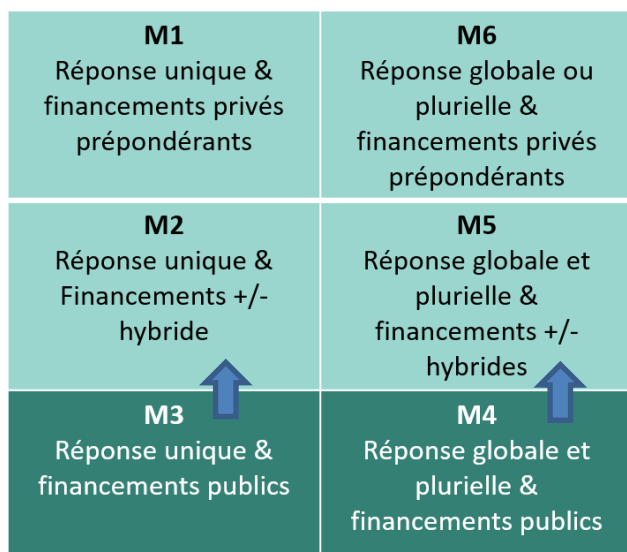 M1
Réponse unique &
financements privés
prépondérants
M6
Réponse globale ou
plurielle &
financements privés
prépondérants
M2
Réponse unique &
Financements +/-
hybride
M5
Réponse globale et
plurielle &
financements +/-
hybrides
M3
Réponse unique &
financements publics
M4
Réponse globale et
plurielle &
financements publics